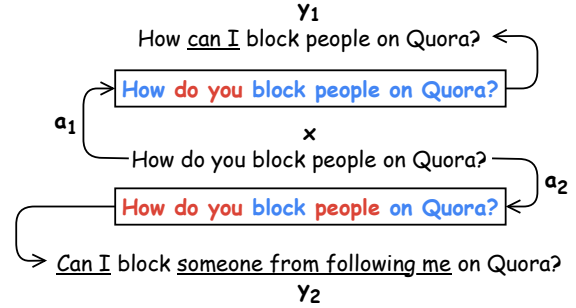 y1
How can I block people on Quora?
How do you block people on Quora?
a1
x
How do you block people on Quora?
a2
How do you block people on Quora?
Can I block someone from following me on Quora?
y2